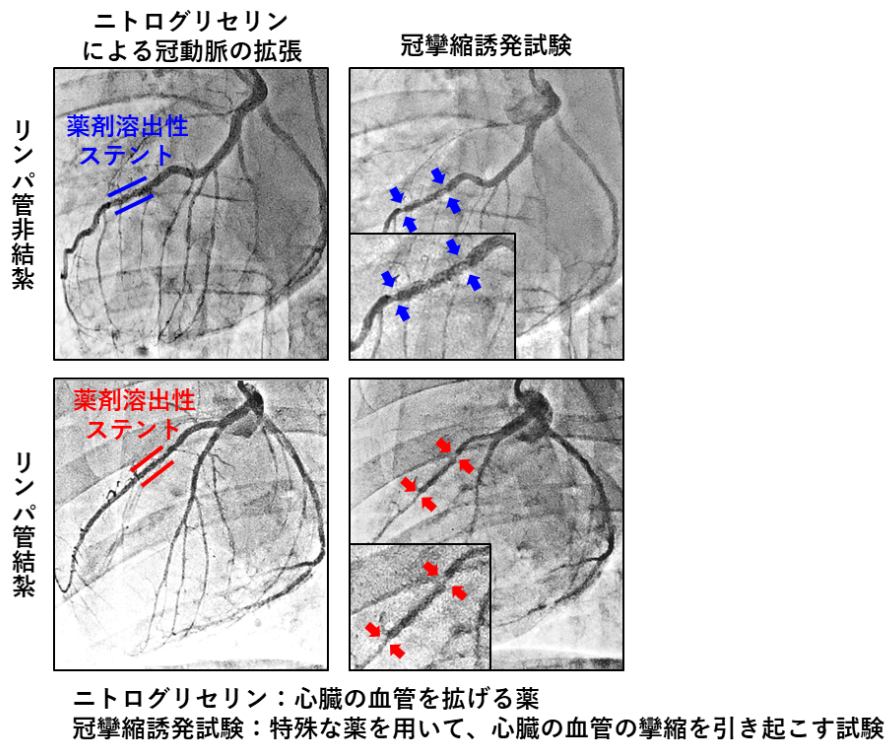 ニトログリセリン
による冠動脈の拡張
冠攣縮誘発試験
リンパ管非結紮
薬剤溶出性
ステント
リンパ管結紮
薬剤溶出性
ステント
ニトログリセリン：心臓の血管を拡げる薬
冠攣縮誘発試験：特殊な薬を用いて、心臓の血管の攣縮を引き起こす試験